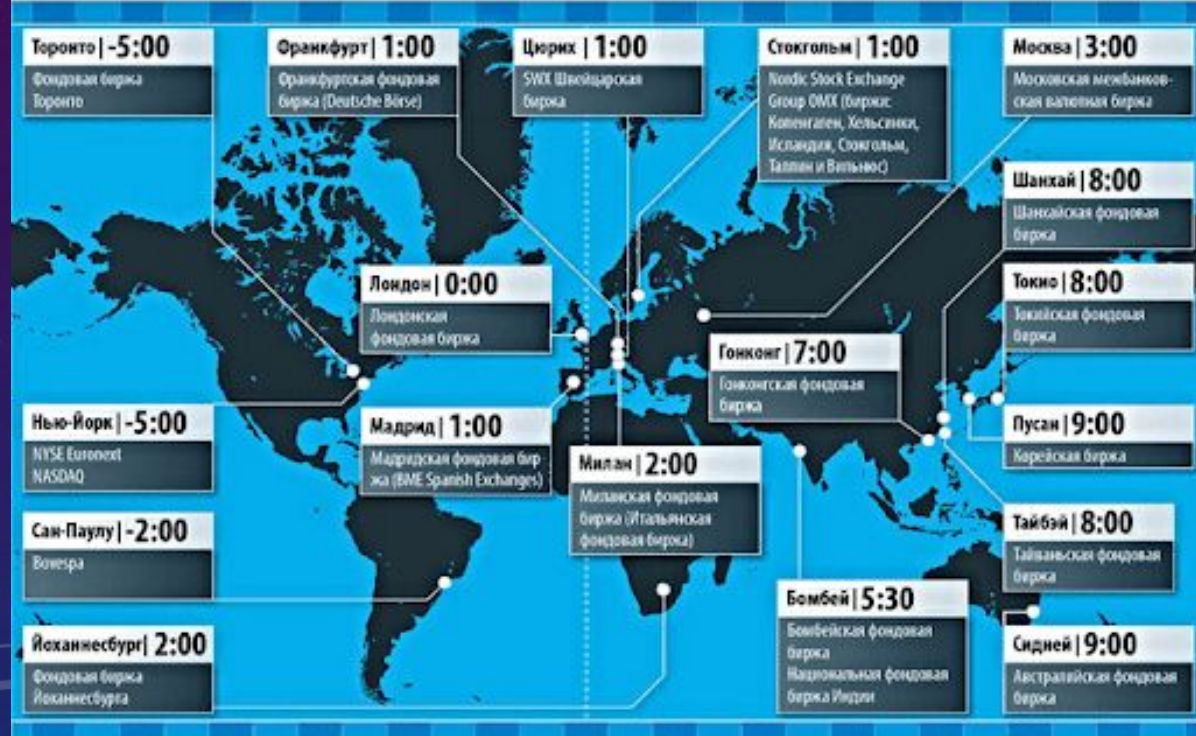 Торонто | -5:00
Фондовая биржа
Торонто
Франкфурт | 1:00
Франкфуртская фондовая
биржа (Deutsche Börse)
Цюрих | 1:00
SWX Швейцарская
биржа
Стокгольм | 1:00
Nordic Stock Exchange
Group OMX (биржи:
Копенгаген, Хельсинки,
Исландия, Стокгольм,
Таллин и Вильнюс)
Москва | 3:00
Московская межбанков-
ская валютная биржа
Шанхай | 8:00
Шанхайская фондовая
биржа
Лондон | 0:00
Лондонская
фондовая биржа
Токио | 8:00
Токийская фондовая
биржа
Гонконг | 7:00
Гонконгская фондовая
биржа
Нью-Йорк | -5:00
NYSE Euronext
NASDAQ
Мадрид | 1:00
Мадридская фондовая бир
жа (BME Spanish Exchanges)
Милан | 2:00
Миланская фондовая
биржа (Итальянская
фондовая биржа)
Пусан | 9:00
Корейская биржа
Сан-Паулу | -2:00
Bovespa
Тайбэй | 8:00
Тайваньская фондовая
биржа
Йоханнесбург | 2:00
Фондовая биржа
Йоханнесбурга
Бомбей | 5:30
Бомбейская фондовая
биржа
Национальная фондовая
биржа Индии
Сидней | 9:00
Австралийская фондовая
биржа